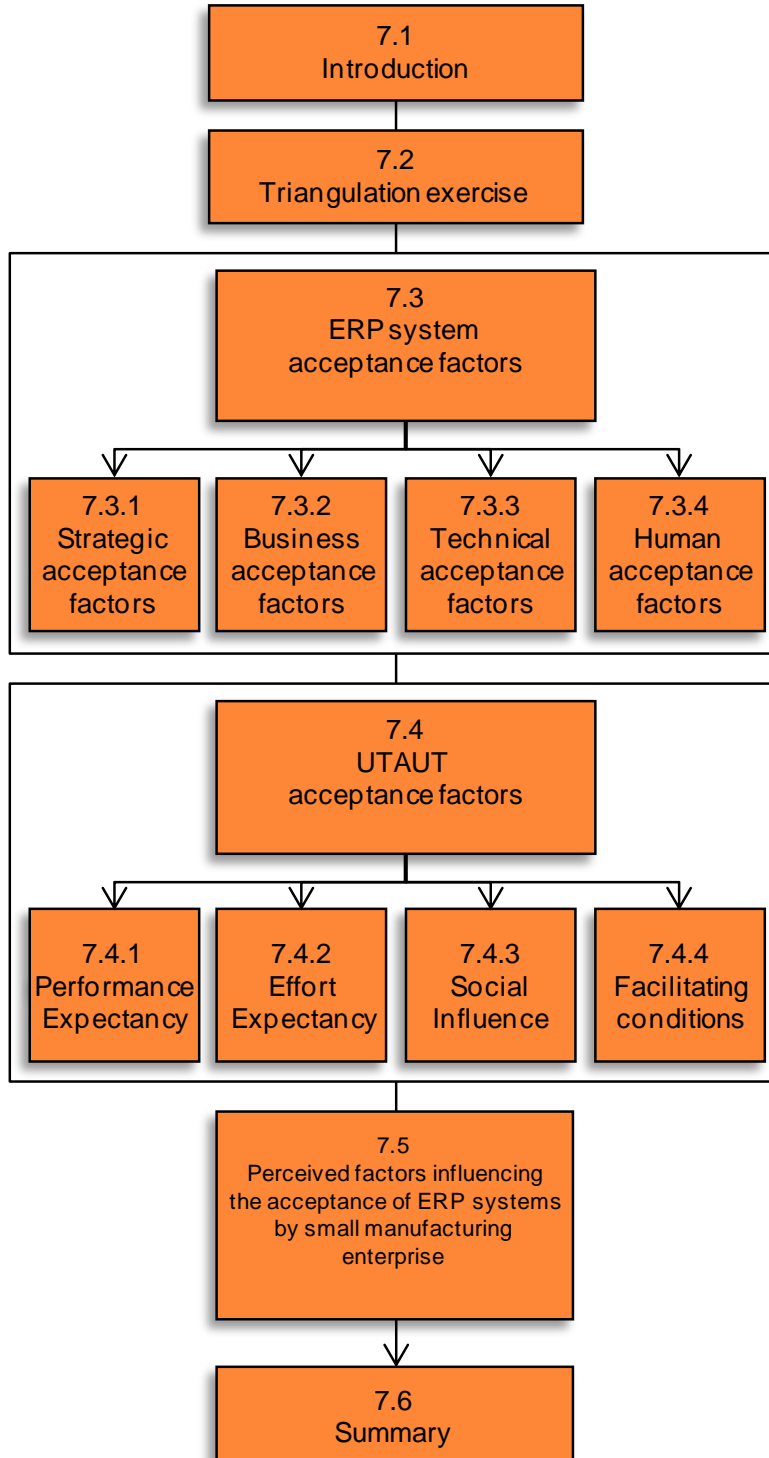 7.1
Introduction
7.2
Triangulation exercise
7.3
ERP system
acceptance factors
7.3.1
Strategic
acceptance
factors
7.3.2
Business
acceptance
factors
7.3.3
Technical
acceptance
factors
7.3.4
Human
acceptance
factors
7.4
UTAUT
acceptance factors
7.4.1
Performance
Expectancy
7.4.2
Effort
Expectancy
7.4.3
Social
Influence
7.4.4
Facilitating
conditions
7.5
Perceived factors influencing
the acceptance of ERP systems
by small manufacturing
enterprise
7.6
Summary